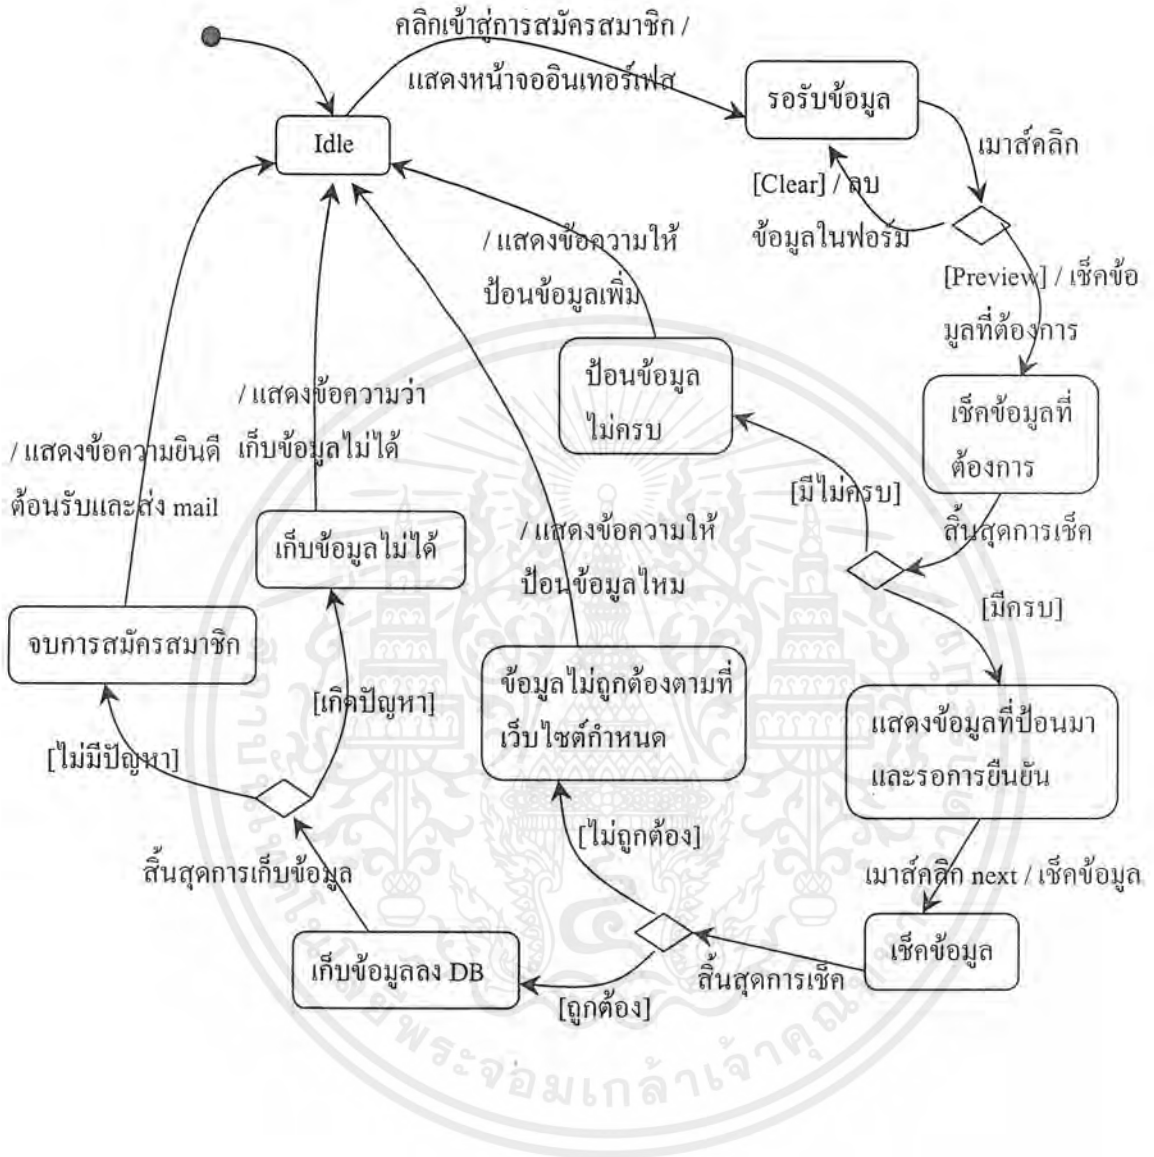 คลิกเข้าสู่การสมัครสมาชิก /
แสดงหน้าจออินเทอร์เฟส
รอรับข้อมูล
Idle
เมาส์คลิก
[Clear] / ลบ
ข้อมูลในฟอร์ม
/ แสดงข้อความให้
ป้อนข้อมูลเพิ่ม
[Preview] / เช็คข้อ
มูลที่ต้องการ
ป้อนข้อมูล
ไม่ครบ
เช็คข้อมูลที่
ต้องการ
/ แสดงข้อความว่า
เก็บข้อมูลไม่ได้
/ แสดงข้อความยินดี
ต้อนรับและส่ง mail
[มีไม่ครบ]
สิ้นสุดการเช็ค
เก็บข้อมูลไม่ได้
/ แสดงข้อความให้
ป้อนข้อมูลไหม
[มีครบ]
จบการสมัครสมาชิก
ข้อมูลไม่ถูกต้องตามที่
เว็บไซต์กำหนด
แสดงข้อมูลที่ป้อนมา
และรอการยืนยัน
[เกิดปัญหา]
[ไม่มีปัญหา]
[ไม่ถูกต้อง]
สิ้นสุดการเก็บข้อมูล
เมาส์คลิก next / เช็คข้อมูล
เช็คข้อมูล
เก็บข้อมูลลง DB
สิ้นสุดการเช็ค
[ถูกต้อง]